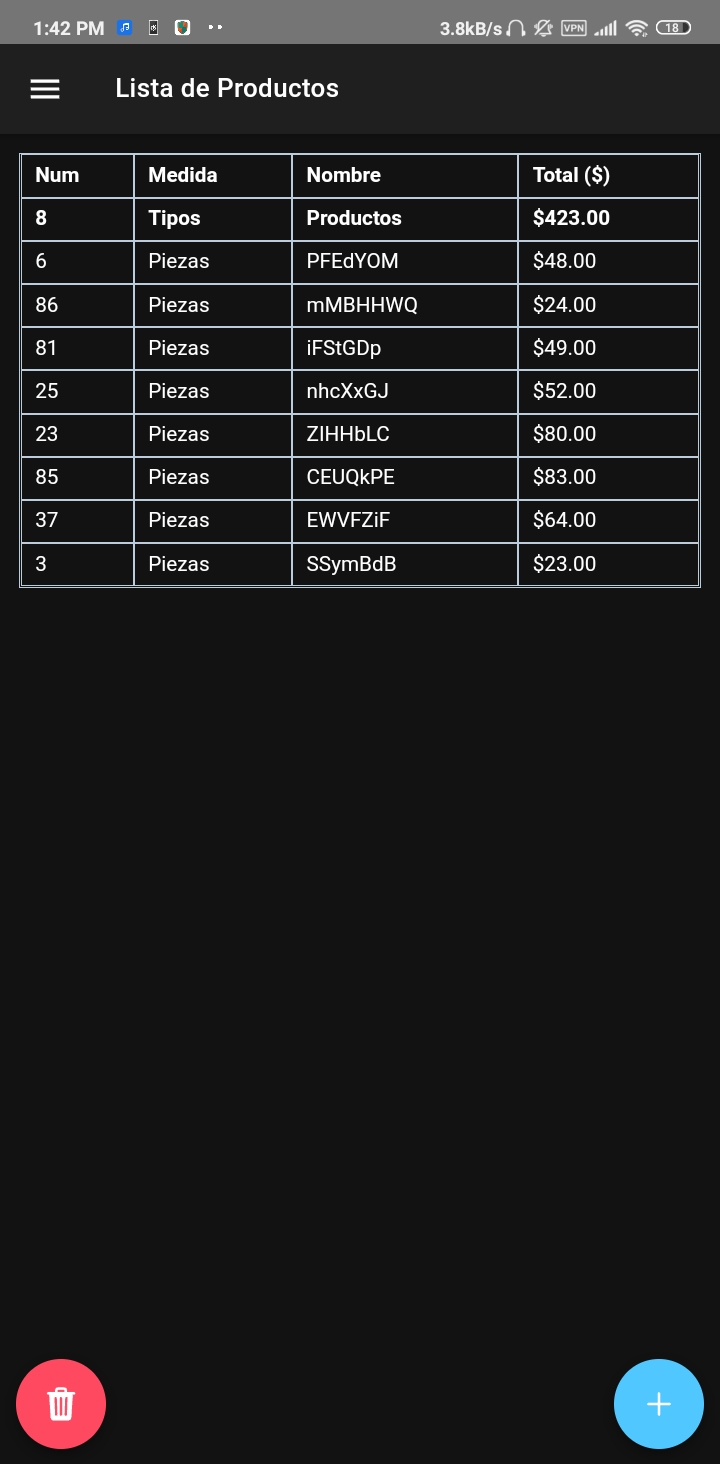 1:42 PM 3.8kB/s VPN 18
Lista de Productos
Num Medida Nombre Total ($)
8 Tipos Productos $423.00
6 Piezas PFEdYOM $48.00
86 Piezas mMBHHWQ $24.00
81 Piezas iFStGDp $49.00
25 Piezas nhcXxGJ $52.00
23 Piezas ZIHHbLC $80.00
85 Piezas CEUQkPE $83.00
37 Piezas EWVFZiF $64.00
3 Piezas SSymBdB $23.00